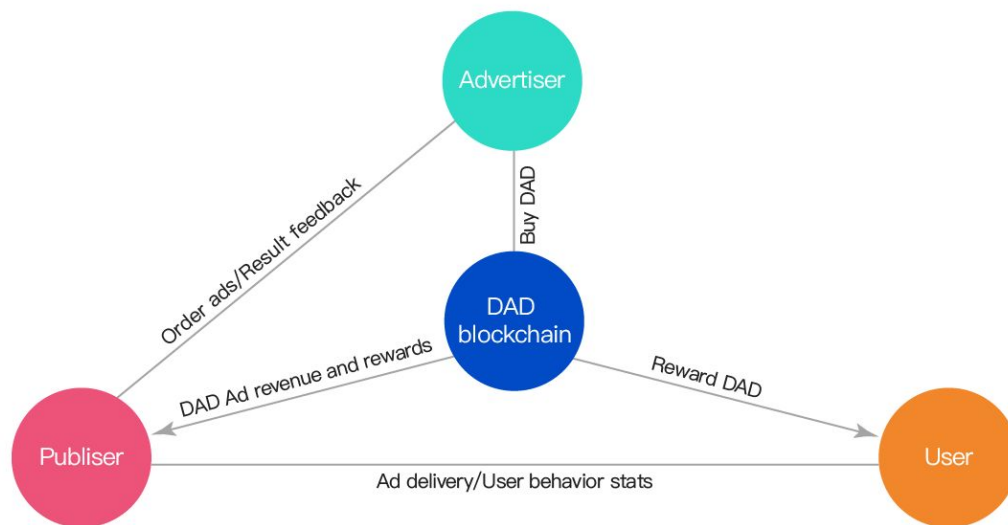 Advertiser
Buy DAD
Order ads/Result feedback
DAD
blockchain
DAD Ad revenue and rewards
Reward DAD
Publiser
User
Ad delivery/User behavior stats